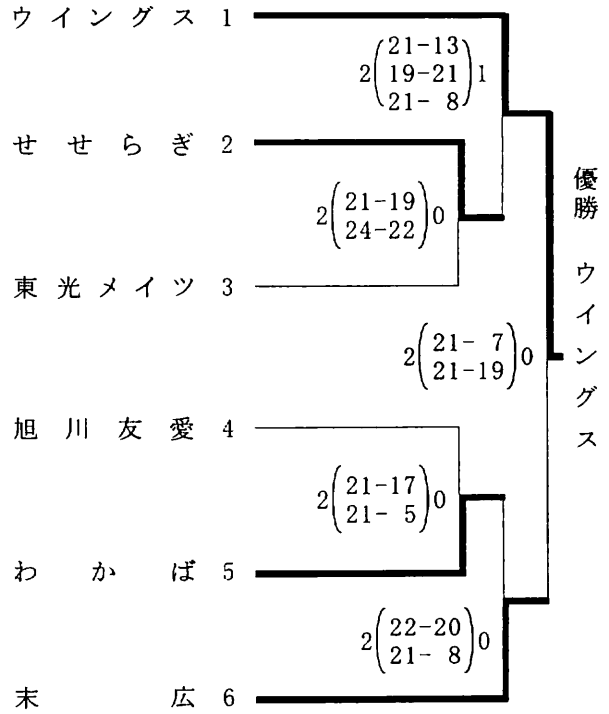 ウイングス 1
2(21-13 19-21 21- 8)1
せせらぎ 2
2(21-19 24-22)0
東光メイツ 3
2(21- 7 21-19)0
旭川友愛 4
2(21-17 21- 5)0
わかば 5
2(22-20 21- 8)0
末広 6
優勝 ウイングス